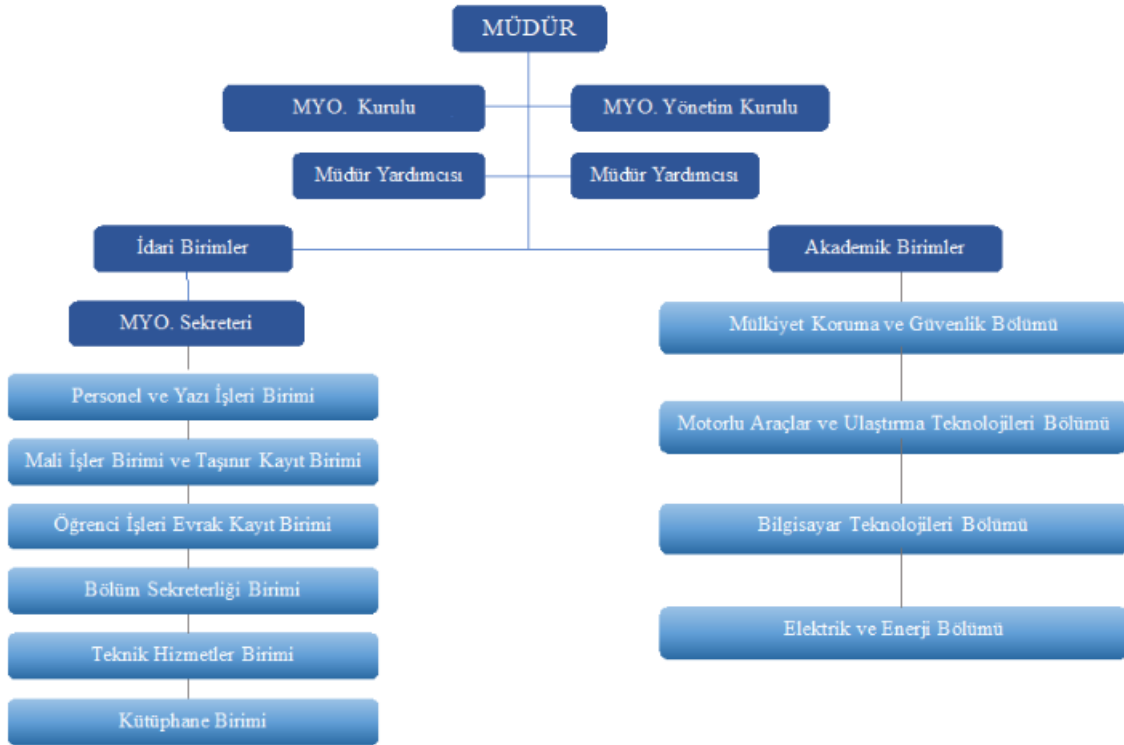 MÜDÜR
MYO. Kurulu
MYO. Yönetim Kurulu
Müdür Yardımcısı
Müdür Yardımcısı
İdari Birimler
Akademik Birimler
MYO. Sekreteri
Mülkiyet Koruma ve Güvenlik Bölümü
Personel ve Yazı İşleri Birimi
Motorlu Araçlar ve Ulaştırma Teknolojileri Bölümü
Mali İşler Birimi ve Taşınır Kayıt Birimi
Öğrenci İşleri Evrak Kayıt Birimi
Bilgisayar Teknolojileri Bölümü
Bölüm Sekreterliği Birimi
Elektrik ve Enerji Bölümü
Teknik Hizmetler Birimi
Kütüphane Birimi